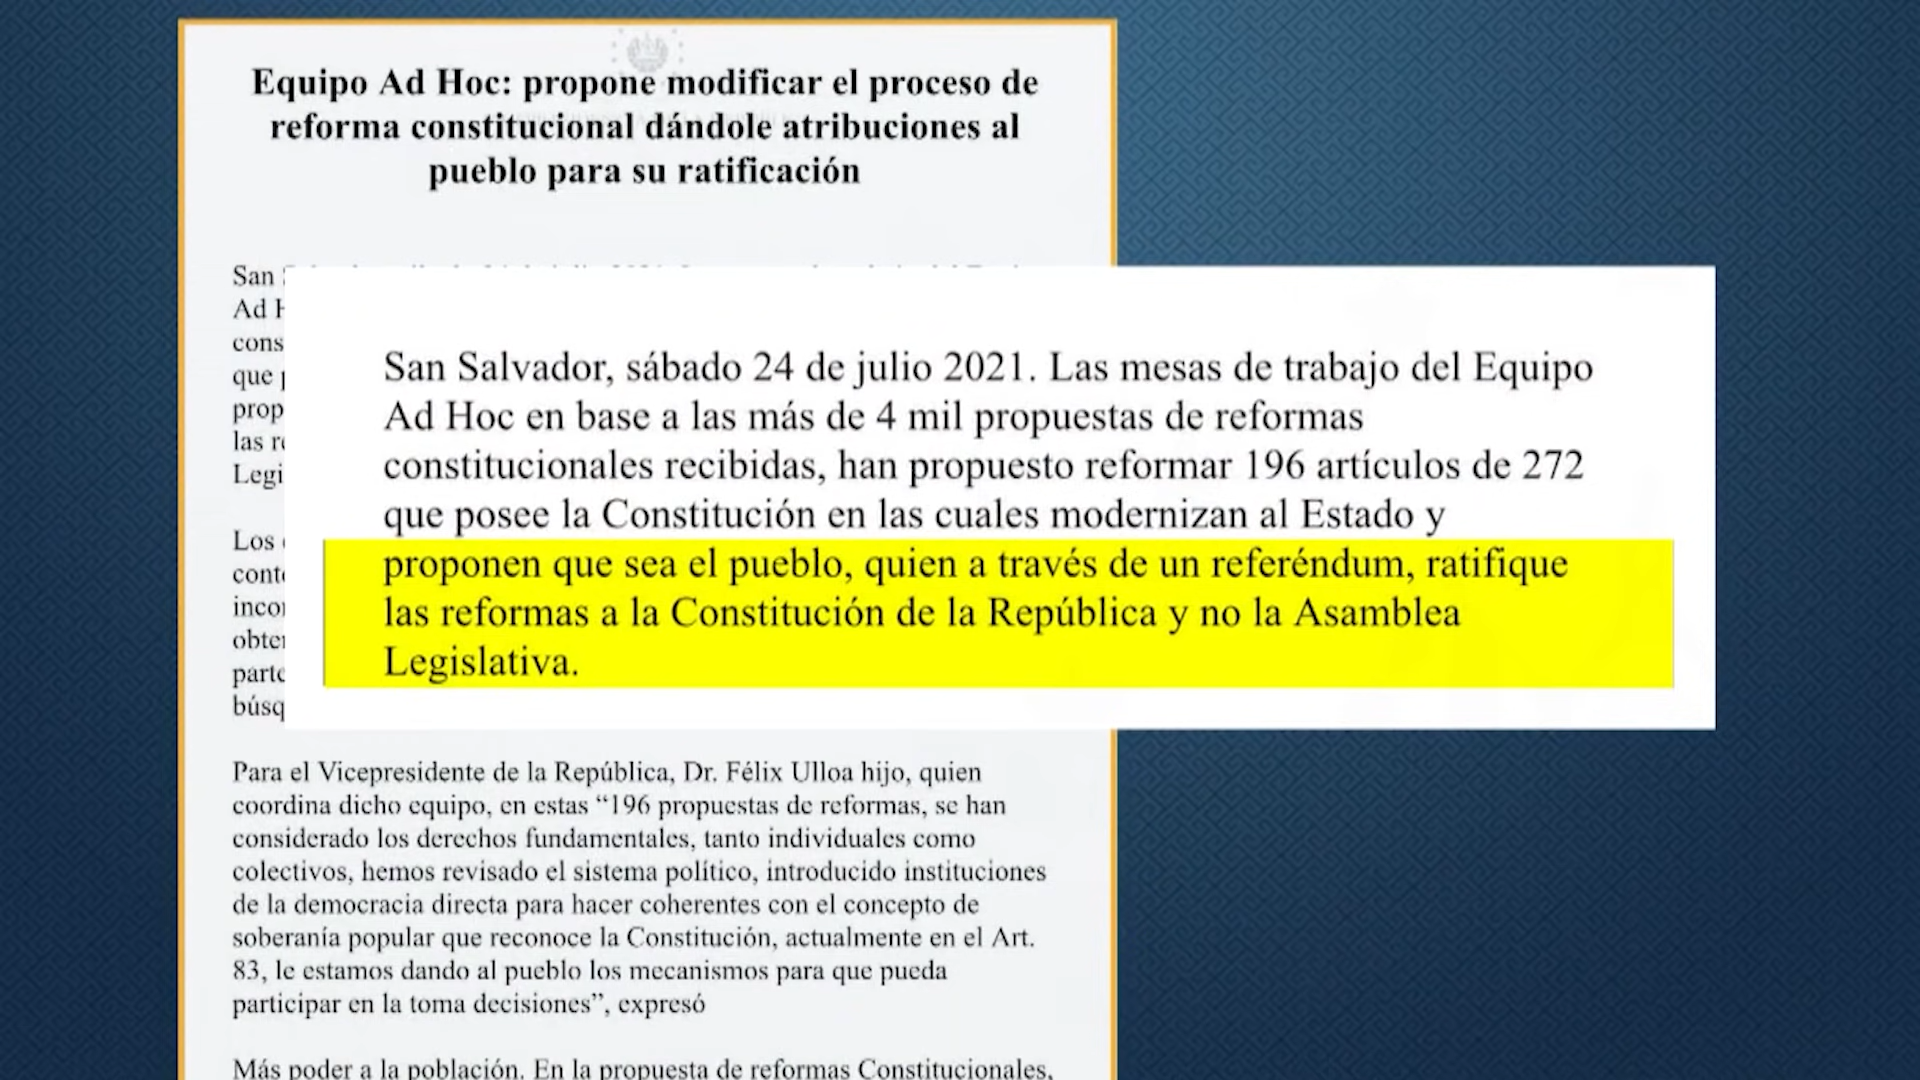 Equipo Ad Hoc: propone modificar el proceso de
reforma constitucional dándole atribuciones al
pueblo para su ratificación
San
Ad
que
las
Los
San Salvador, sábado 24 de julio 2021. Las mesas de trabajo del Equipo
Ad Hoc en base a las más de 4 mil propuestas de reformas
constitucionales recibidas, han propuesto reformar 196 artículos de 272
que posee la Constitución en las cuales modernizan al Estado y
proponen que sea el pueblo, quien a través de un referéndum, ratifique
las reformas a la Constitución de la República y no la Asamblea
Legislativa.
Para el Vicepresidente de la República, Dr. Félix Ulloa hijo, quien
coordina dicho equipo, en estas “196 propuestas de reformas, se han
considerado los derechos fundamentales, tanto individuales como
colectivos, hemos revisado el sistema político, introducido instituciones
de la democracia directa para hacer coherentes con el concepto de
soberanía popular que reconoce la Constitución, actualmente en el Art.
83, le estamos dando al pueblo los mecanismos para que pueda
participar en la toma decisiones”, expresó
Más poder a la población. En la propuesta de reformas Constitucionales,